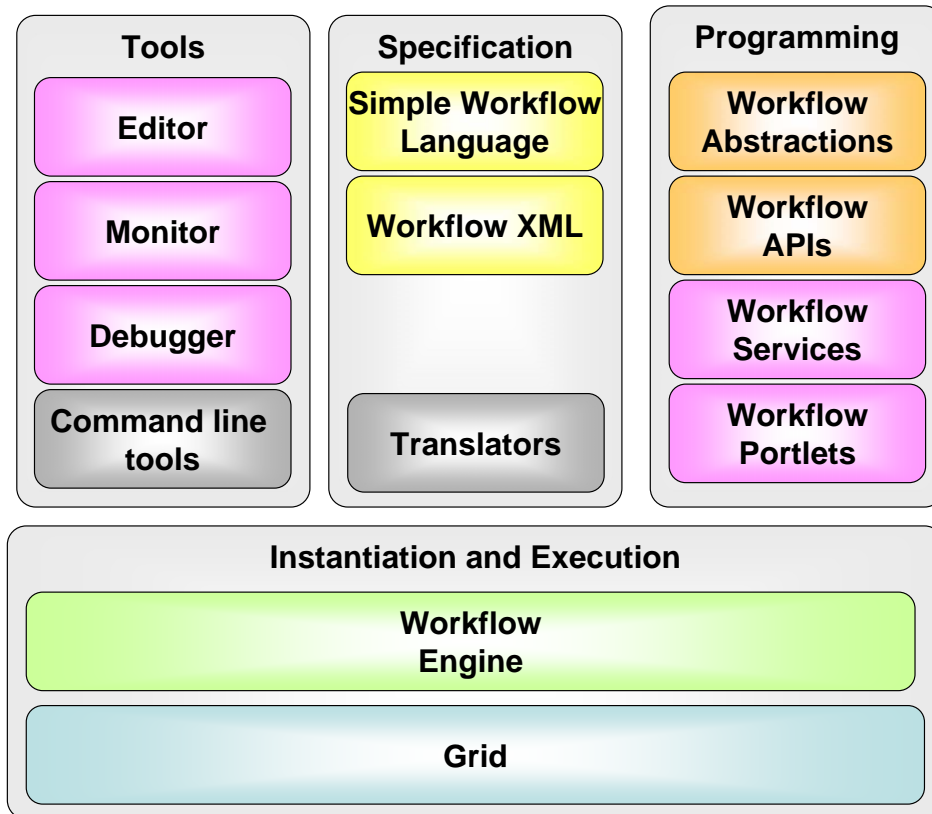 Tools
Editor
Monitor
Debugger
Command line
tools
Specification
Simple Workflow
Language
Workflow XML
Translators
Programming
Workflow
Abstractions
Workflow
APIs
Workflow
Services
Workflow
Portlets
Instantiation and Execution
Workflow
Engine
Grid